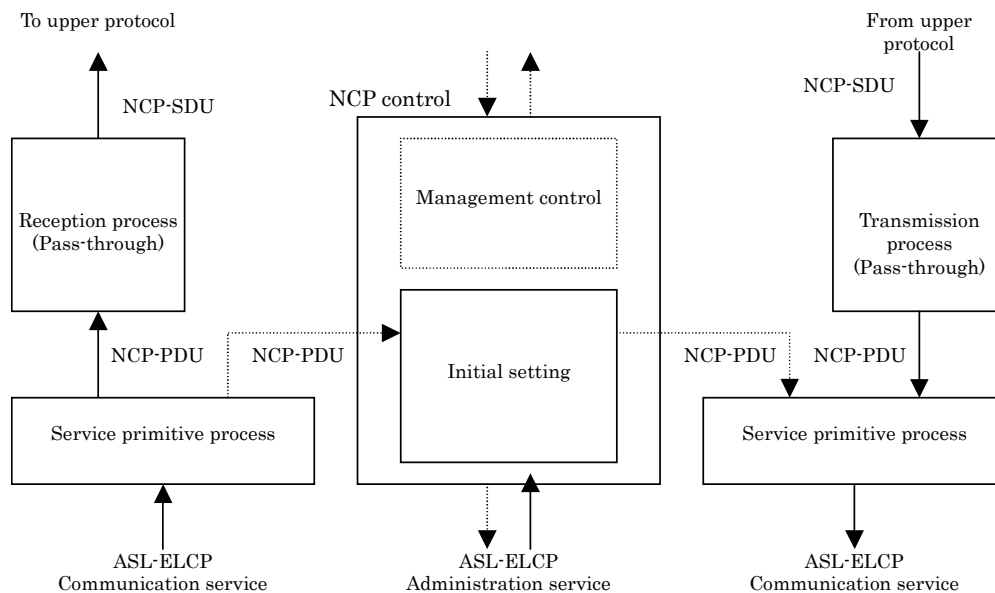 To upper protocol
From upper
protocol
NCP-SDU
NCP control
NCP-SDU
Management control
Reception process
(Pass-through)
Transmission
process
(Pass-through)
NCP-PDU
NCP-PDU
Initial setting
NCP-PDU
NCP-PDU
Service primitive process
Service primitive process
ASL-ELCP
Communication service
ASL-ELCP
Administration service
ASL-ELCP
Communication service